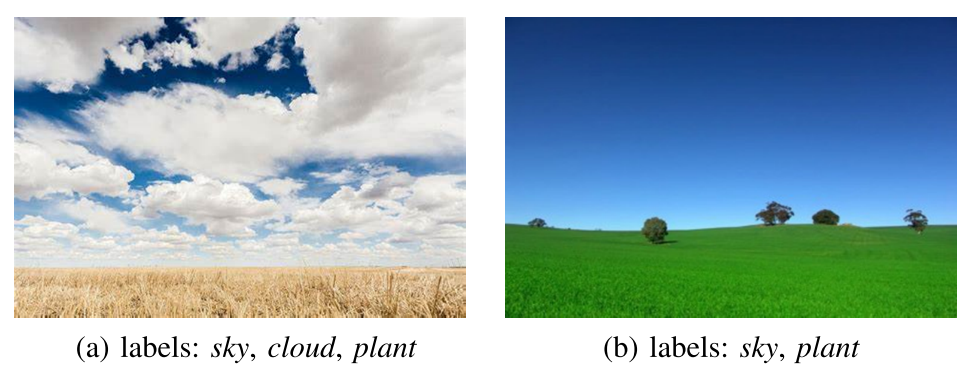 (a) labels: sky, cloud, plant
(b) labels: sky, plant